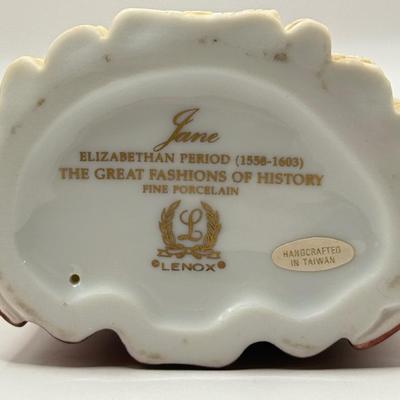 Jane
ELIZABETHAN PERIOD (1558-1603)
THE GREAT FASHIONS OF HISTORY
FINE PORCELAIN
L
©LENOX®
HANDCRAFTED
IN TAIWAN